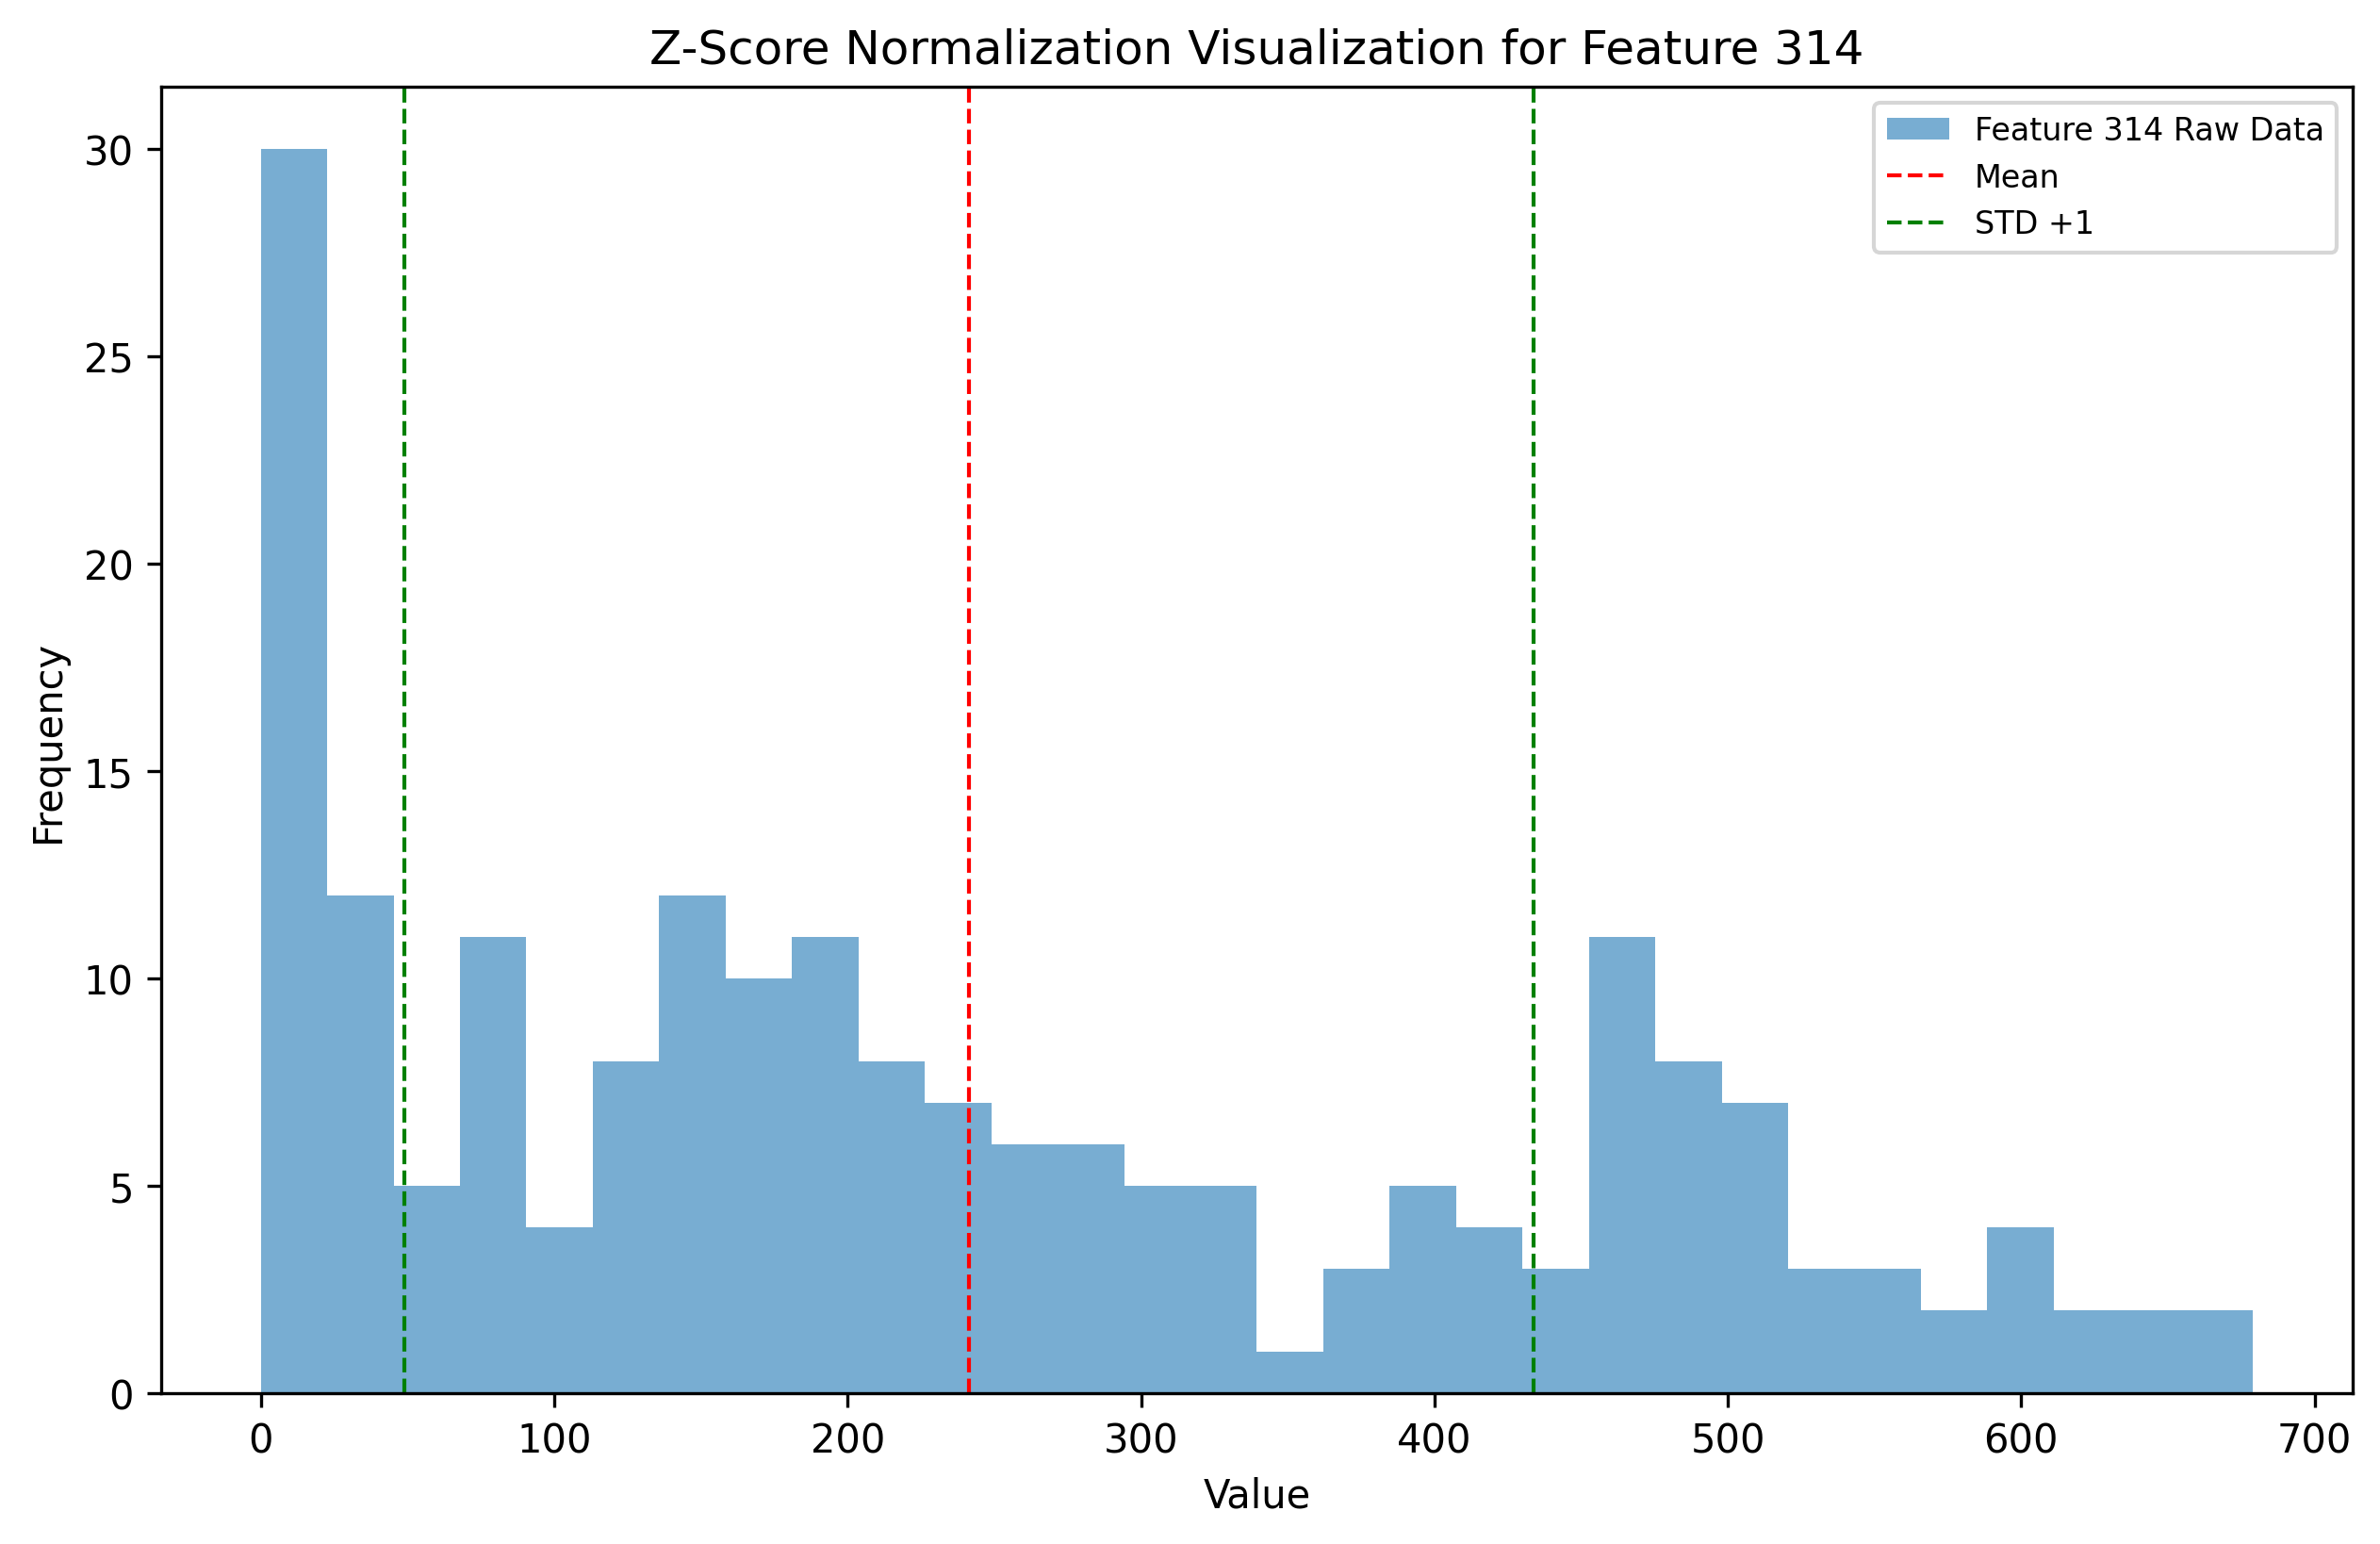 Z-Score Normalization Visualization for Feature 314
Feature 314 Raw Data
Mean
STD +1
Frequency
30
25
20
15
10
5
0
0 100 200 300 400 500 600 700
Value